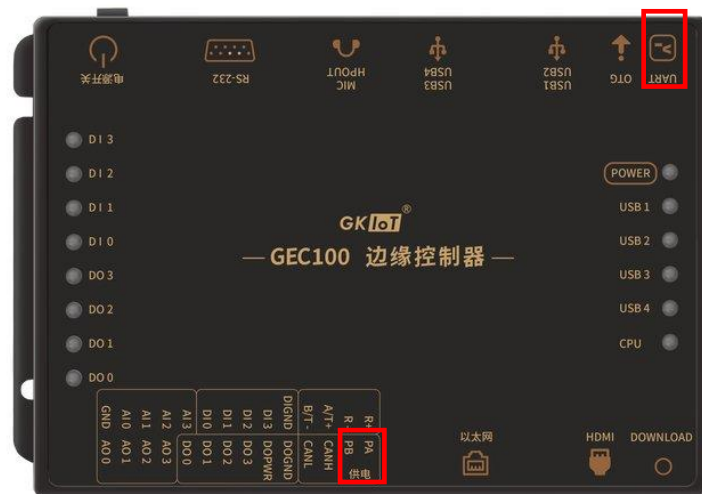 电源开关
RS-232
MIC
HPOUT
USB3
USB4
USB1
USB2
OTG
UART
DI 3
DI 2
DI 1
DI 0
DO 3
DO 2
DO 1
DO 0
POWER
USB 1
USB 2
USB 3
USB 4
CPU
GKIoT®
GEC100 边缘控制器
GND AI 0 AI 1 AI 2 AI 3 DI 0 DI 1 DI 2 DI 3 DIGND B/T- A/T+ R- R+
AO 0 AO 1 AO 2 AO 3 DO 0 DO 1 DO 2 DO 3 DOPWR DOGND CANL CANH PB PA
供电
以太网
HDMI
DOWNLOAD